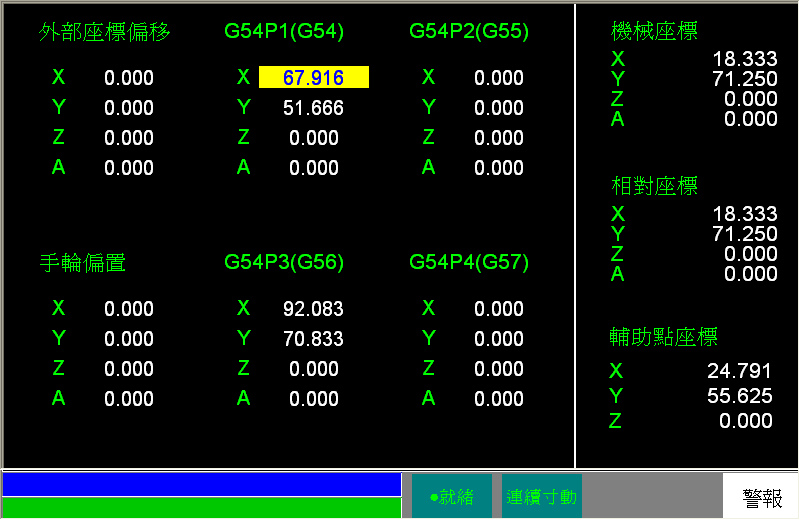 外部座標偏移 G54P1(G54) G54P2(G55)
X 0.000 X 67.916 X 0.000
Y 0.000 Y 51.666 Y 0.000
Z 0.000 Z 0.000 Z 0.000
A 0.000 A 0.000 A 0.000
手輪偏置 G54P3(G56) G54P4(G57)
X 0.000 X 92.083 X 0.000
Y 0.000 Y 70.833 Y 0.000
Z 0.000 Z 0.000 Z 0.000
A 0.000 A 0.000 A 0.000
機械座標
X 18.333
Y 71.250
Z 0.000
A 0.000
相對座標
X 18.333
Y 71.250
Z 0.000
A 0.000
輔助點座標
X 24.791
Y 55.625
Z 0.000
●就緒 連續寸動 警報